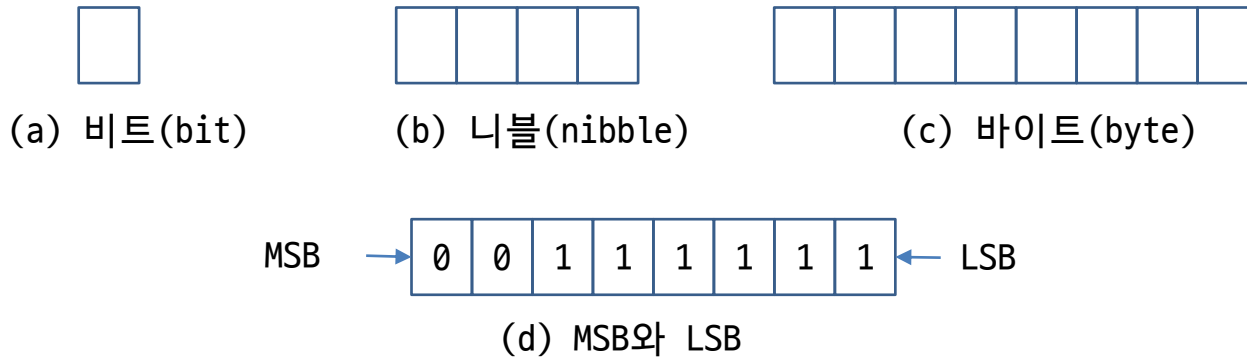 (a) 비트(bit) (b) 니블(nibble) (c) 바이트(byte)
MSB 0 0 1 1 1 1 1 1 LSB
(d) MSB와 LSB